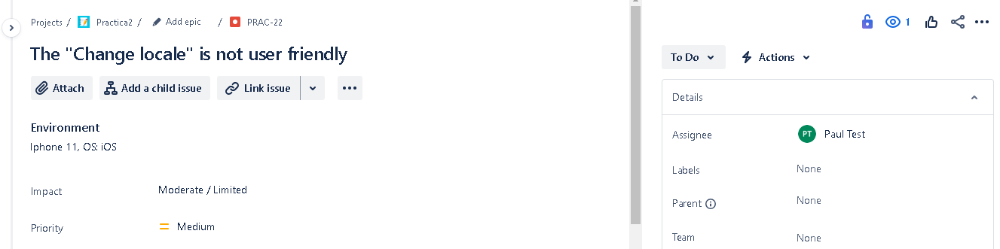 Projects / Practica2 / Add epic / PRAC-22
The "Change locale" is not user friendly
Attach Add a child issue Link issue
Environment
Iphone 11, OS: iOS
Impact Moderate / Limited
Priority Medium
1
To Do Actions
Details
Assignee PT Paul Test
Labels None
Parent None
Team None